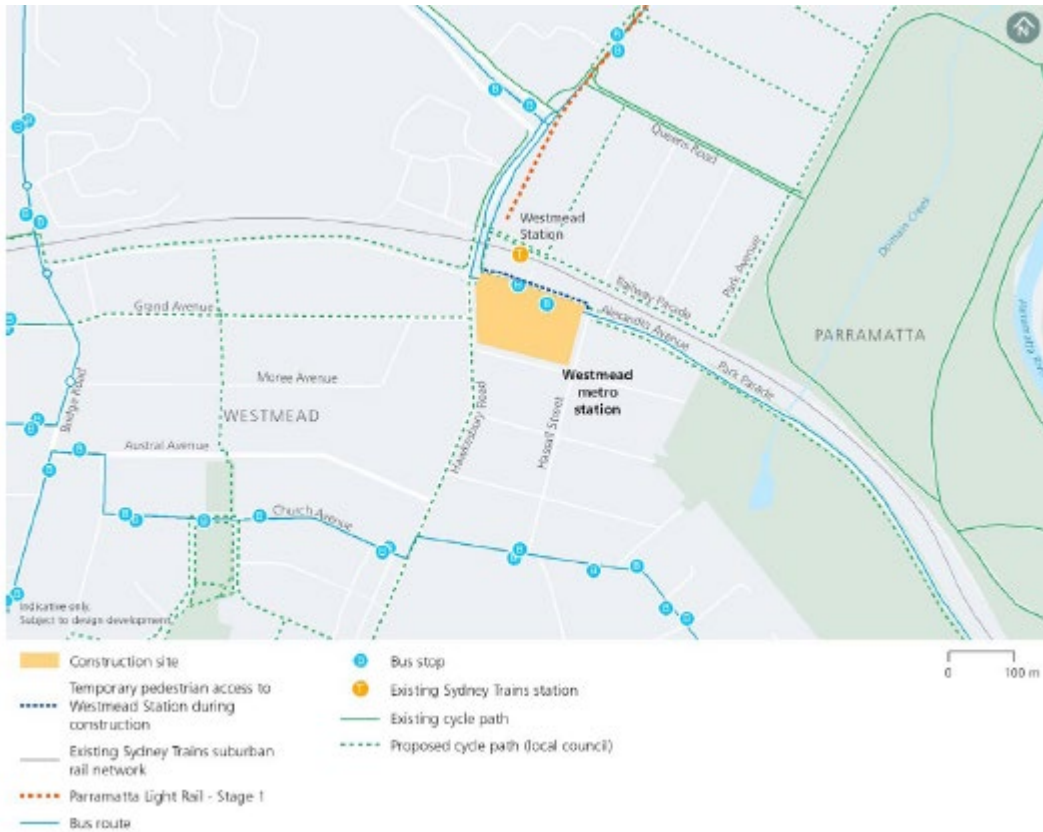 N
Queens Road
Westmead
Station
T
Domain Creek
Grand Avenue
Railway Parade
Park Avenue
Alexandra Avenue
PARRAMATTA
Parramatta
Moree Avenue
Westmead
metro
station
Park Parade
Bridge Road
WESTMEAD
Hawkesbury Road
Hassall Street
Austral Avenue
Church Avenue
Indicative only.
Subject to design development
Construction site
Temporary pedestrian access to
Westmead Station during
construction
Existing Sydney Trains suburban
rail network
Parramatta Light Rail - Stage 1
Bus route
B Bus stop
T Existing Sydney Trains station
Existing cycle path
Proposed cycle path (local council)
0 100 m